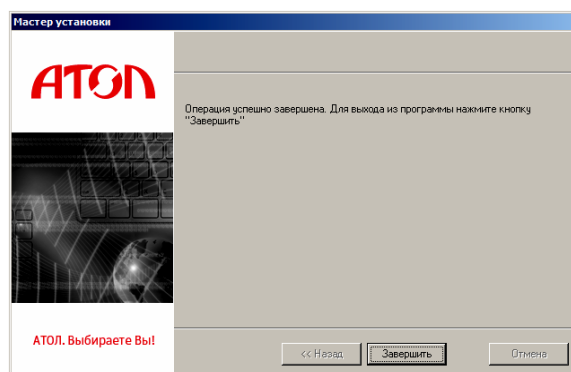 Мастер установки
АТОЛ
Операция успешно завершена. Для выхода из программы нажмите кнопку
"Завершить"
АТОЛ. Выбираете Вы!
<< Назад
Завершить
Отмена